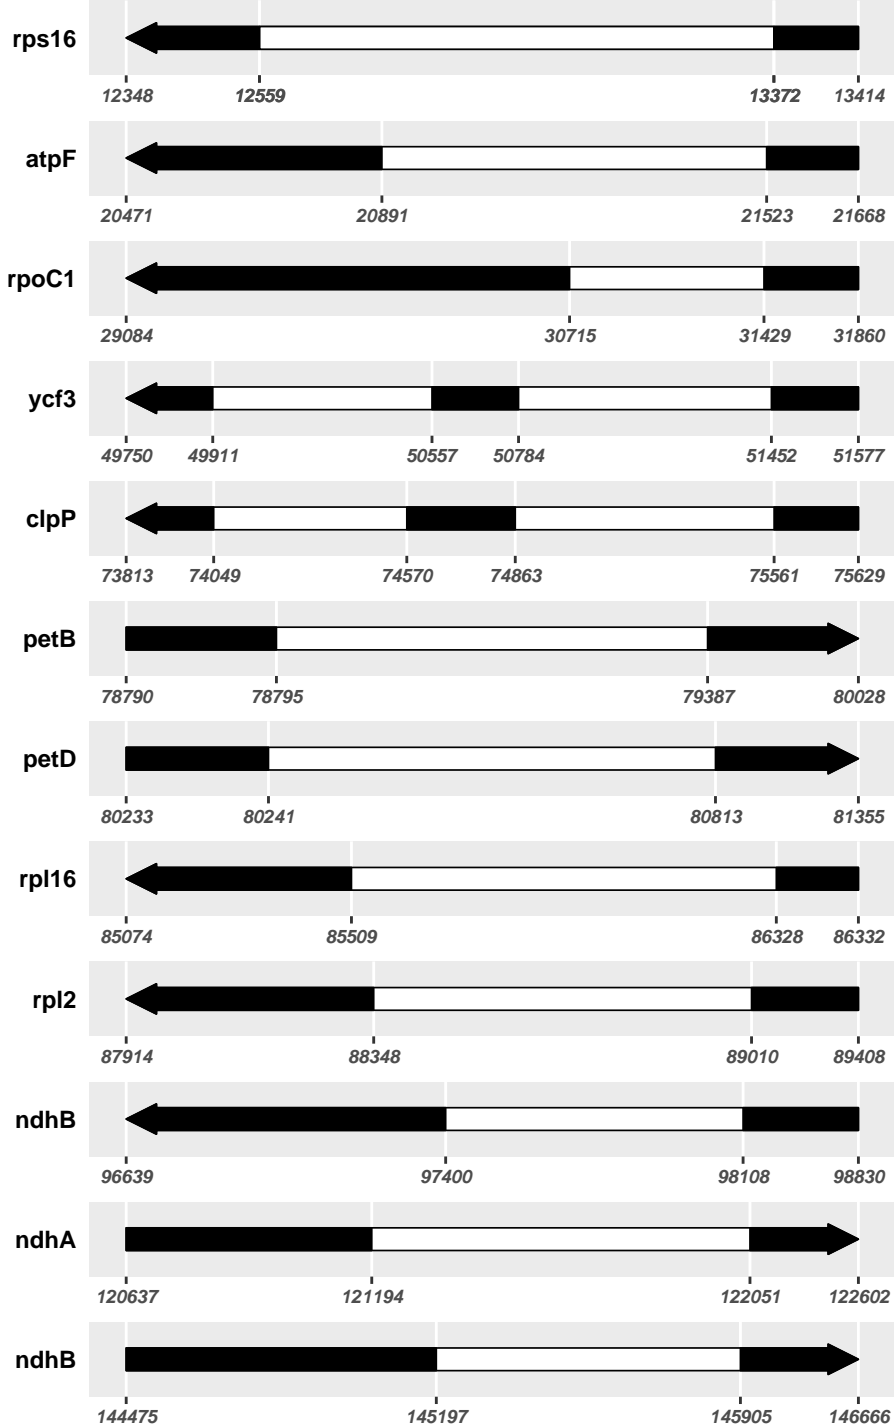 rps16
12348 12559 13372 13414
atpF
20471 20891 21523 21668
rpoC1
29084 30715 31429 31860
ycf3
49750 49911 50557 50784 51452 51577
clpP
73813 74049 74570 74863 75561 75629
petB
78790 78795 79387 80028
petD
80233 80241 80813 81355
rpl16
85074 85509 86328 86332
rpl2
87914 88348 89010 89408
ndhB
96639 97400 98108 98830
ndhA
120637 121194 122051 122602
ndhB
144475 145197 145905 146666